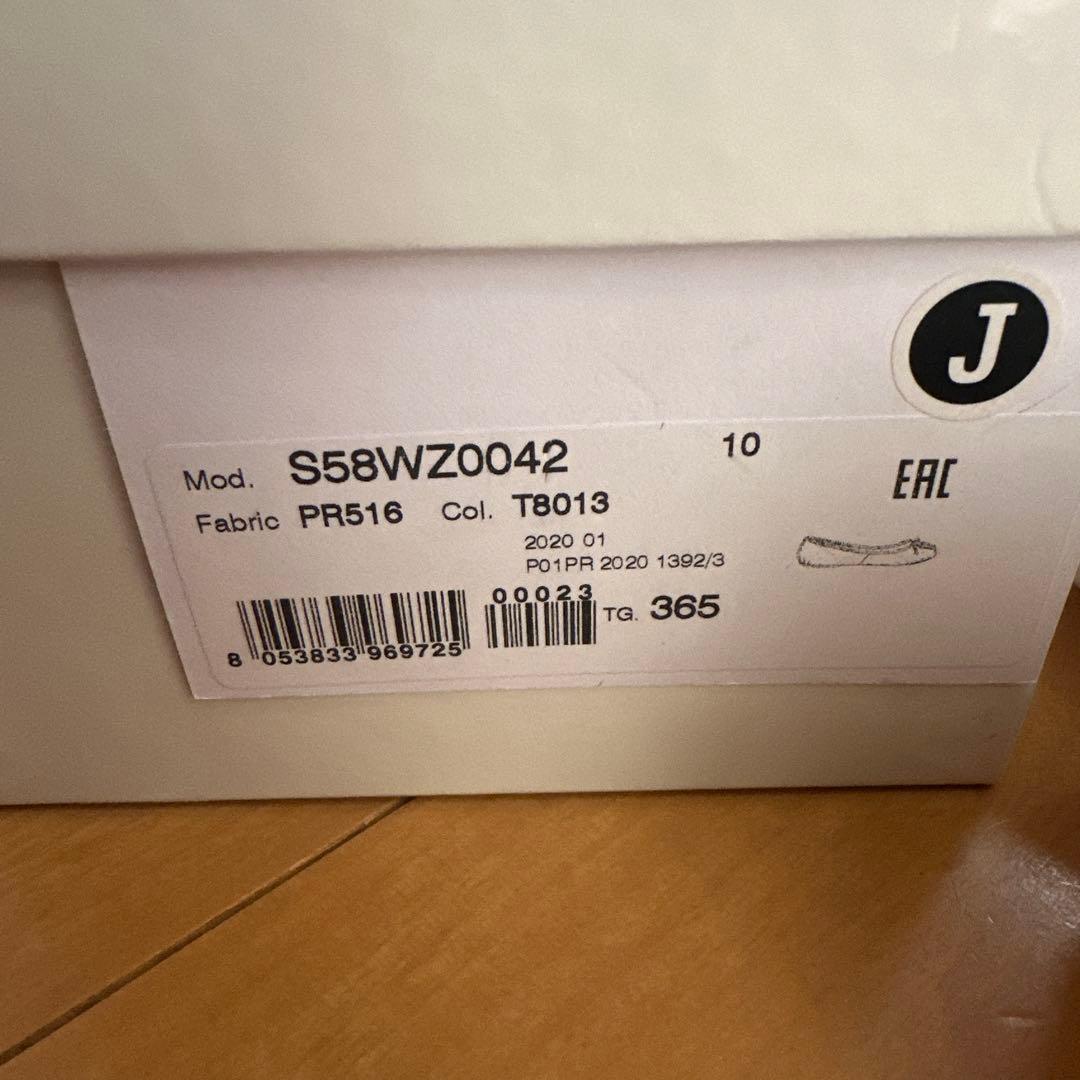 J
Mod. S58WZ0042 10
EAC
Fabric PR516 Col. T8013
2020 01
P01PR 2020 1392/3
00023
TG. 365
8 053833 969725